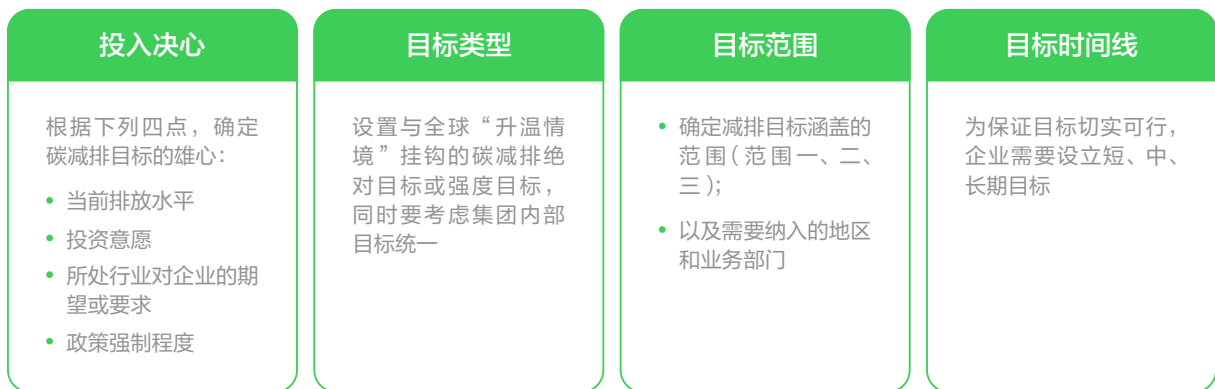 投入决心
根据下列四点，确定
碳减排目标的雄心：
• 当前排放水平
• 投资意愿
• 所处行业对企业的期
望或要求
• 政策强制程度
目标类型
设置与全球“升温情
境”挂钩的碳减排绝
对目标或强度目标，
同时要考虑集团内部
目标统一
目标范围
• 确定减排目标涵盖的
范围（范围一、二、
三）；
• 以及需要纳入的地区
和业务部门
目标时间线
为保证目标切实可行，
企业需要设立短、中、
长期目标